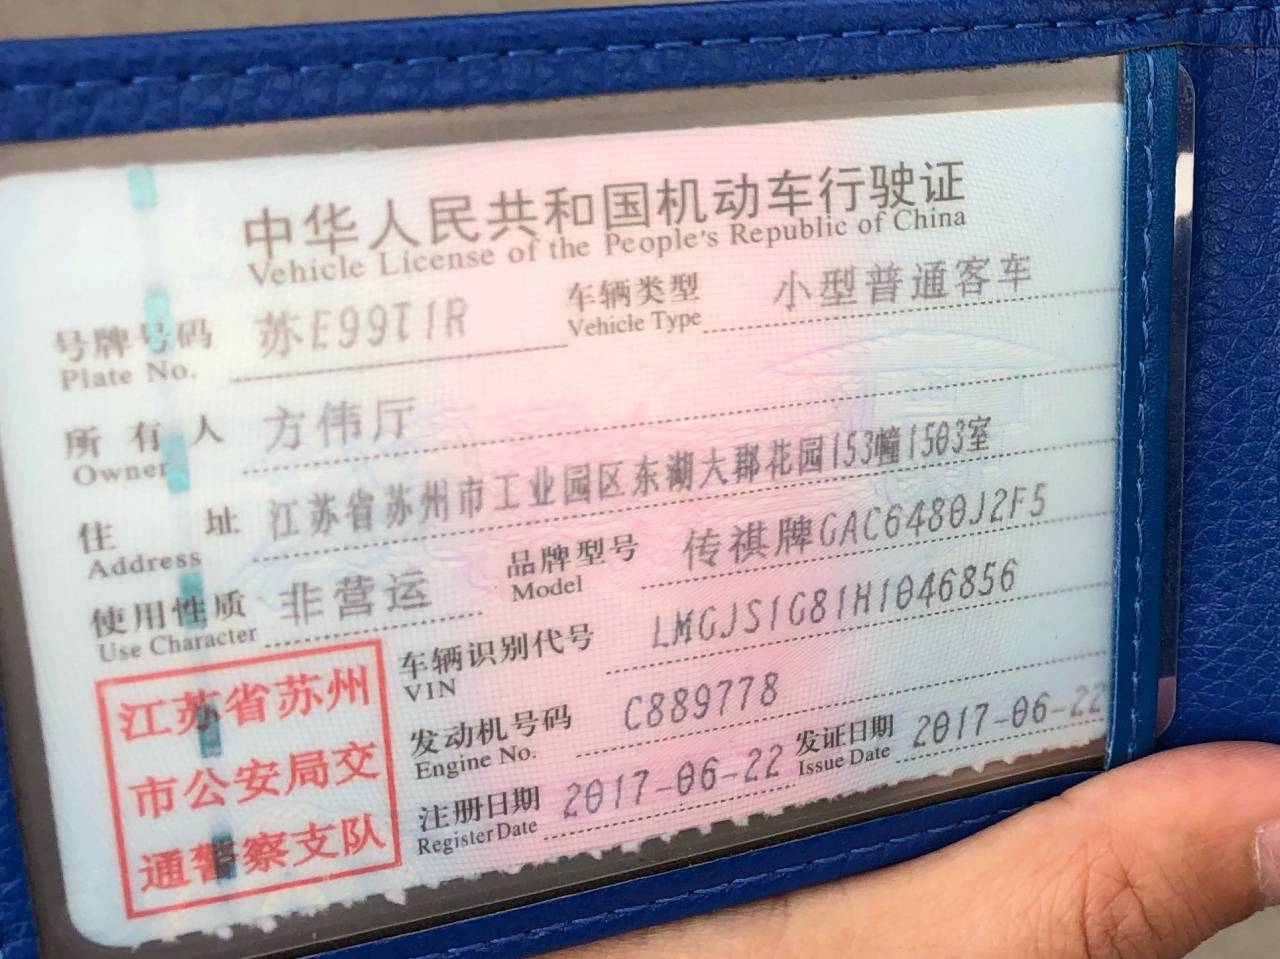 中华人民共和国机动车行驶证
Vehicle License of the People's Republic of China
号牌号码 苏E99T1R 车辆类型 小型普通客车
Plate No. Vehicle Type
所有人 方伟厅
Owner
住址 江苏省苏州市工业园区东湖大郡花园153幢1503室
Address
使用性质 非营运 品牌型号 传祺牌GAC6480J2F5
Use Character Model
车辆识别代号 LMGJS1G81H1046856
VIN
发动机号码 C889778
Engine No.
注册日期 2017-06-22 发证日期 2017-06-22
Register Date Issue Date
江苏省苏州
市公安局交
通警察支队